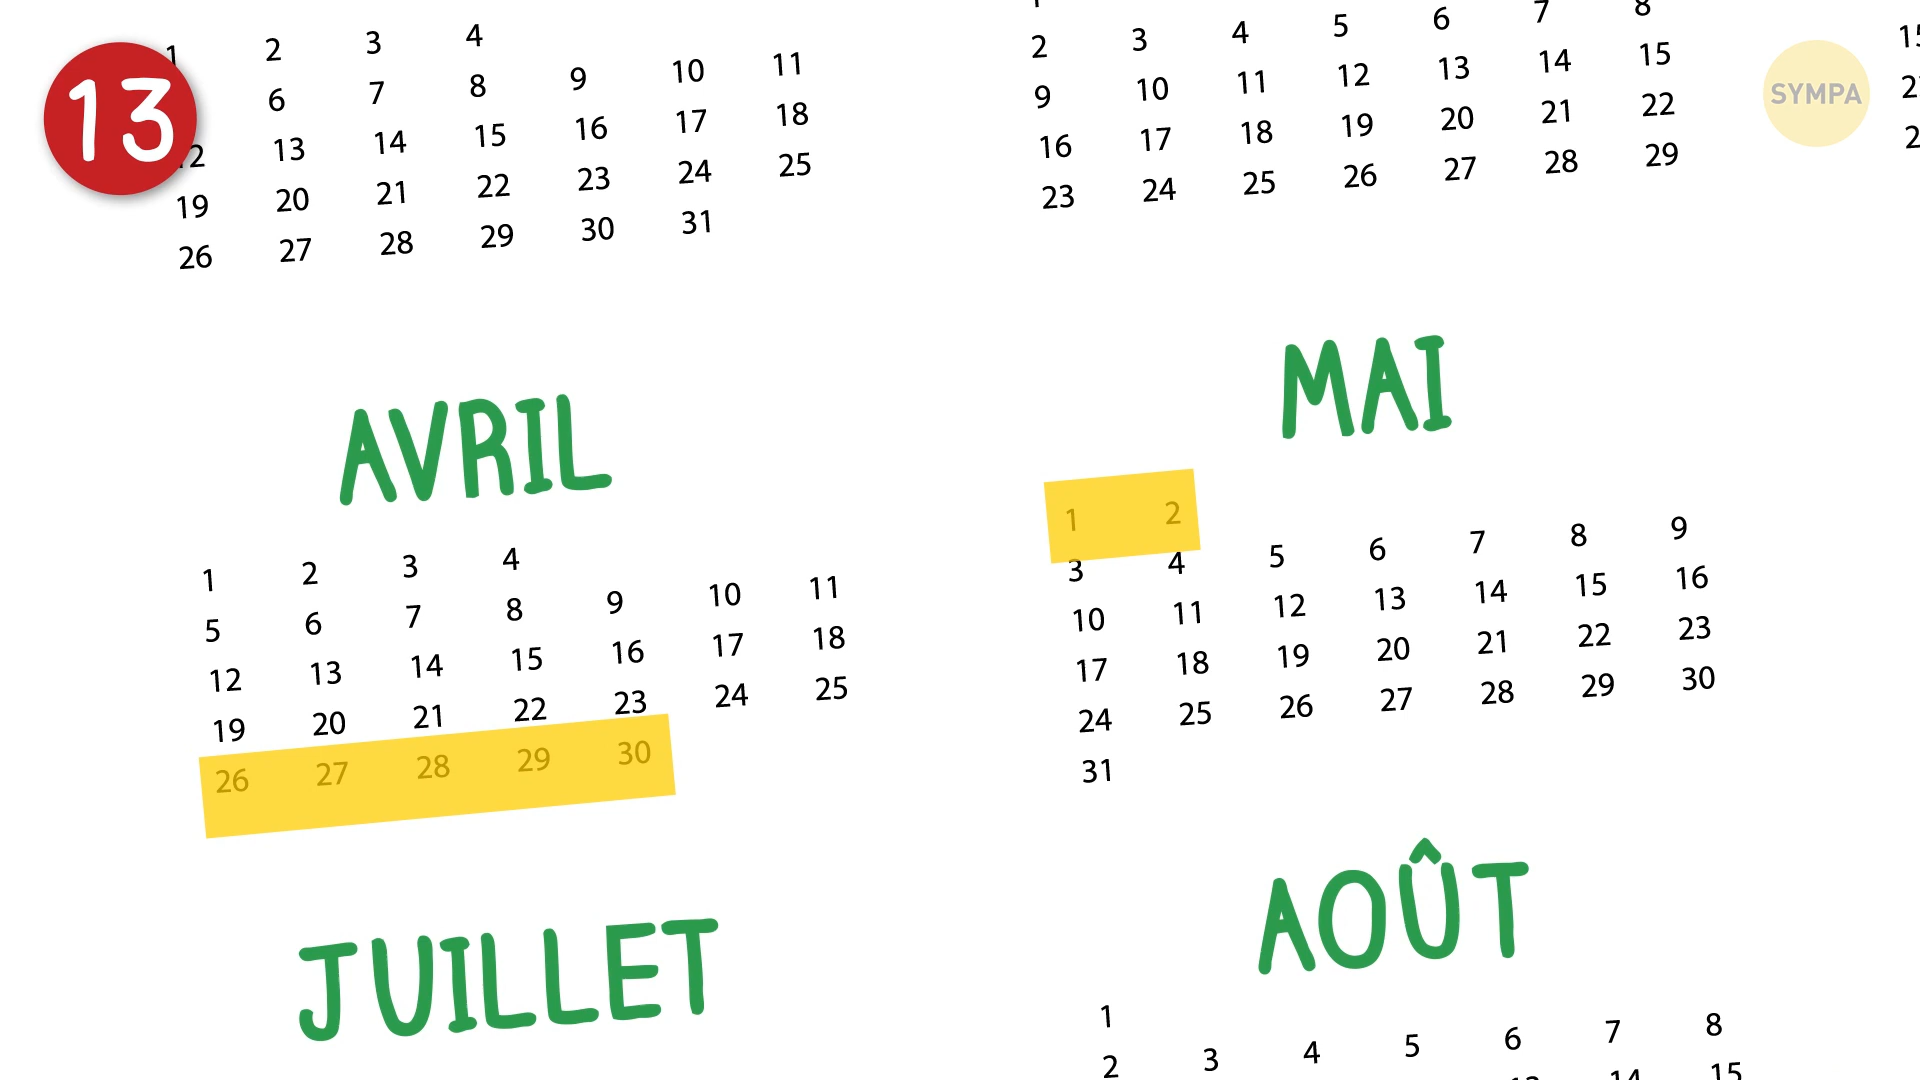 13
SYMPA
1 2 3 4
6 7 8 9 10 11
12 13 14 15 16 17 18
19 20 21 22 23 24 25
26 27 28 29 30 31
2 3 4 5 6 7 8
9 10 11 12 13 14 15
16 17 18 19 20 21 22
23 24 25 26 27 28 29
AVRIL
1 2 3 4
5 6 7 8 9 10 11
12 13 14 15 16 17 18
19 20 21 22 23 24 25
26 27 28 29 30
MAI
1 2
3 4 5 6 7 8 9
10 11 12 13 14 15 16
17 18 19 20 21 22 23
24 25 26 27 28 29 30
31
JUILLET
AOÛT
1
2 3 4 5 6 7 8
14 15